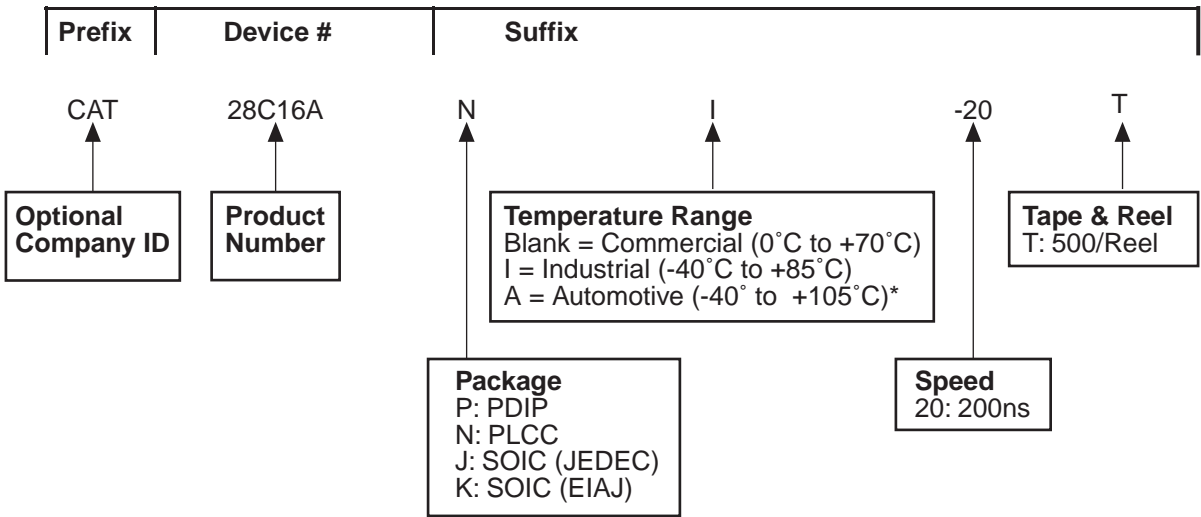 Prefix Device # Suffix
CAT 28C16A N I -20 T
Optional
Company ID
Product
Number
Temperature Range
Blank = Commercial (0˚C to +70˚C)
I = Industrial (-40˚C to +85˚C)
A = Automotive (-40˚ to +105˚C)*
Tape & Reel
T: 500/Reel
Package
P: PDIP
N: PLCC
J: SOIC (JEDEC)
K: SOIC (EIAJ)
Speed
20: 200ns